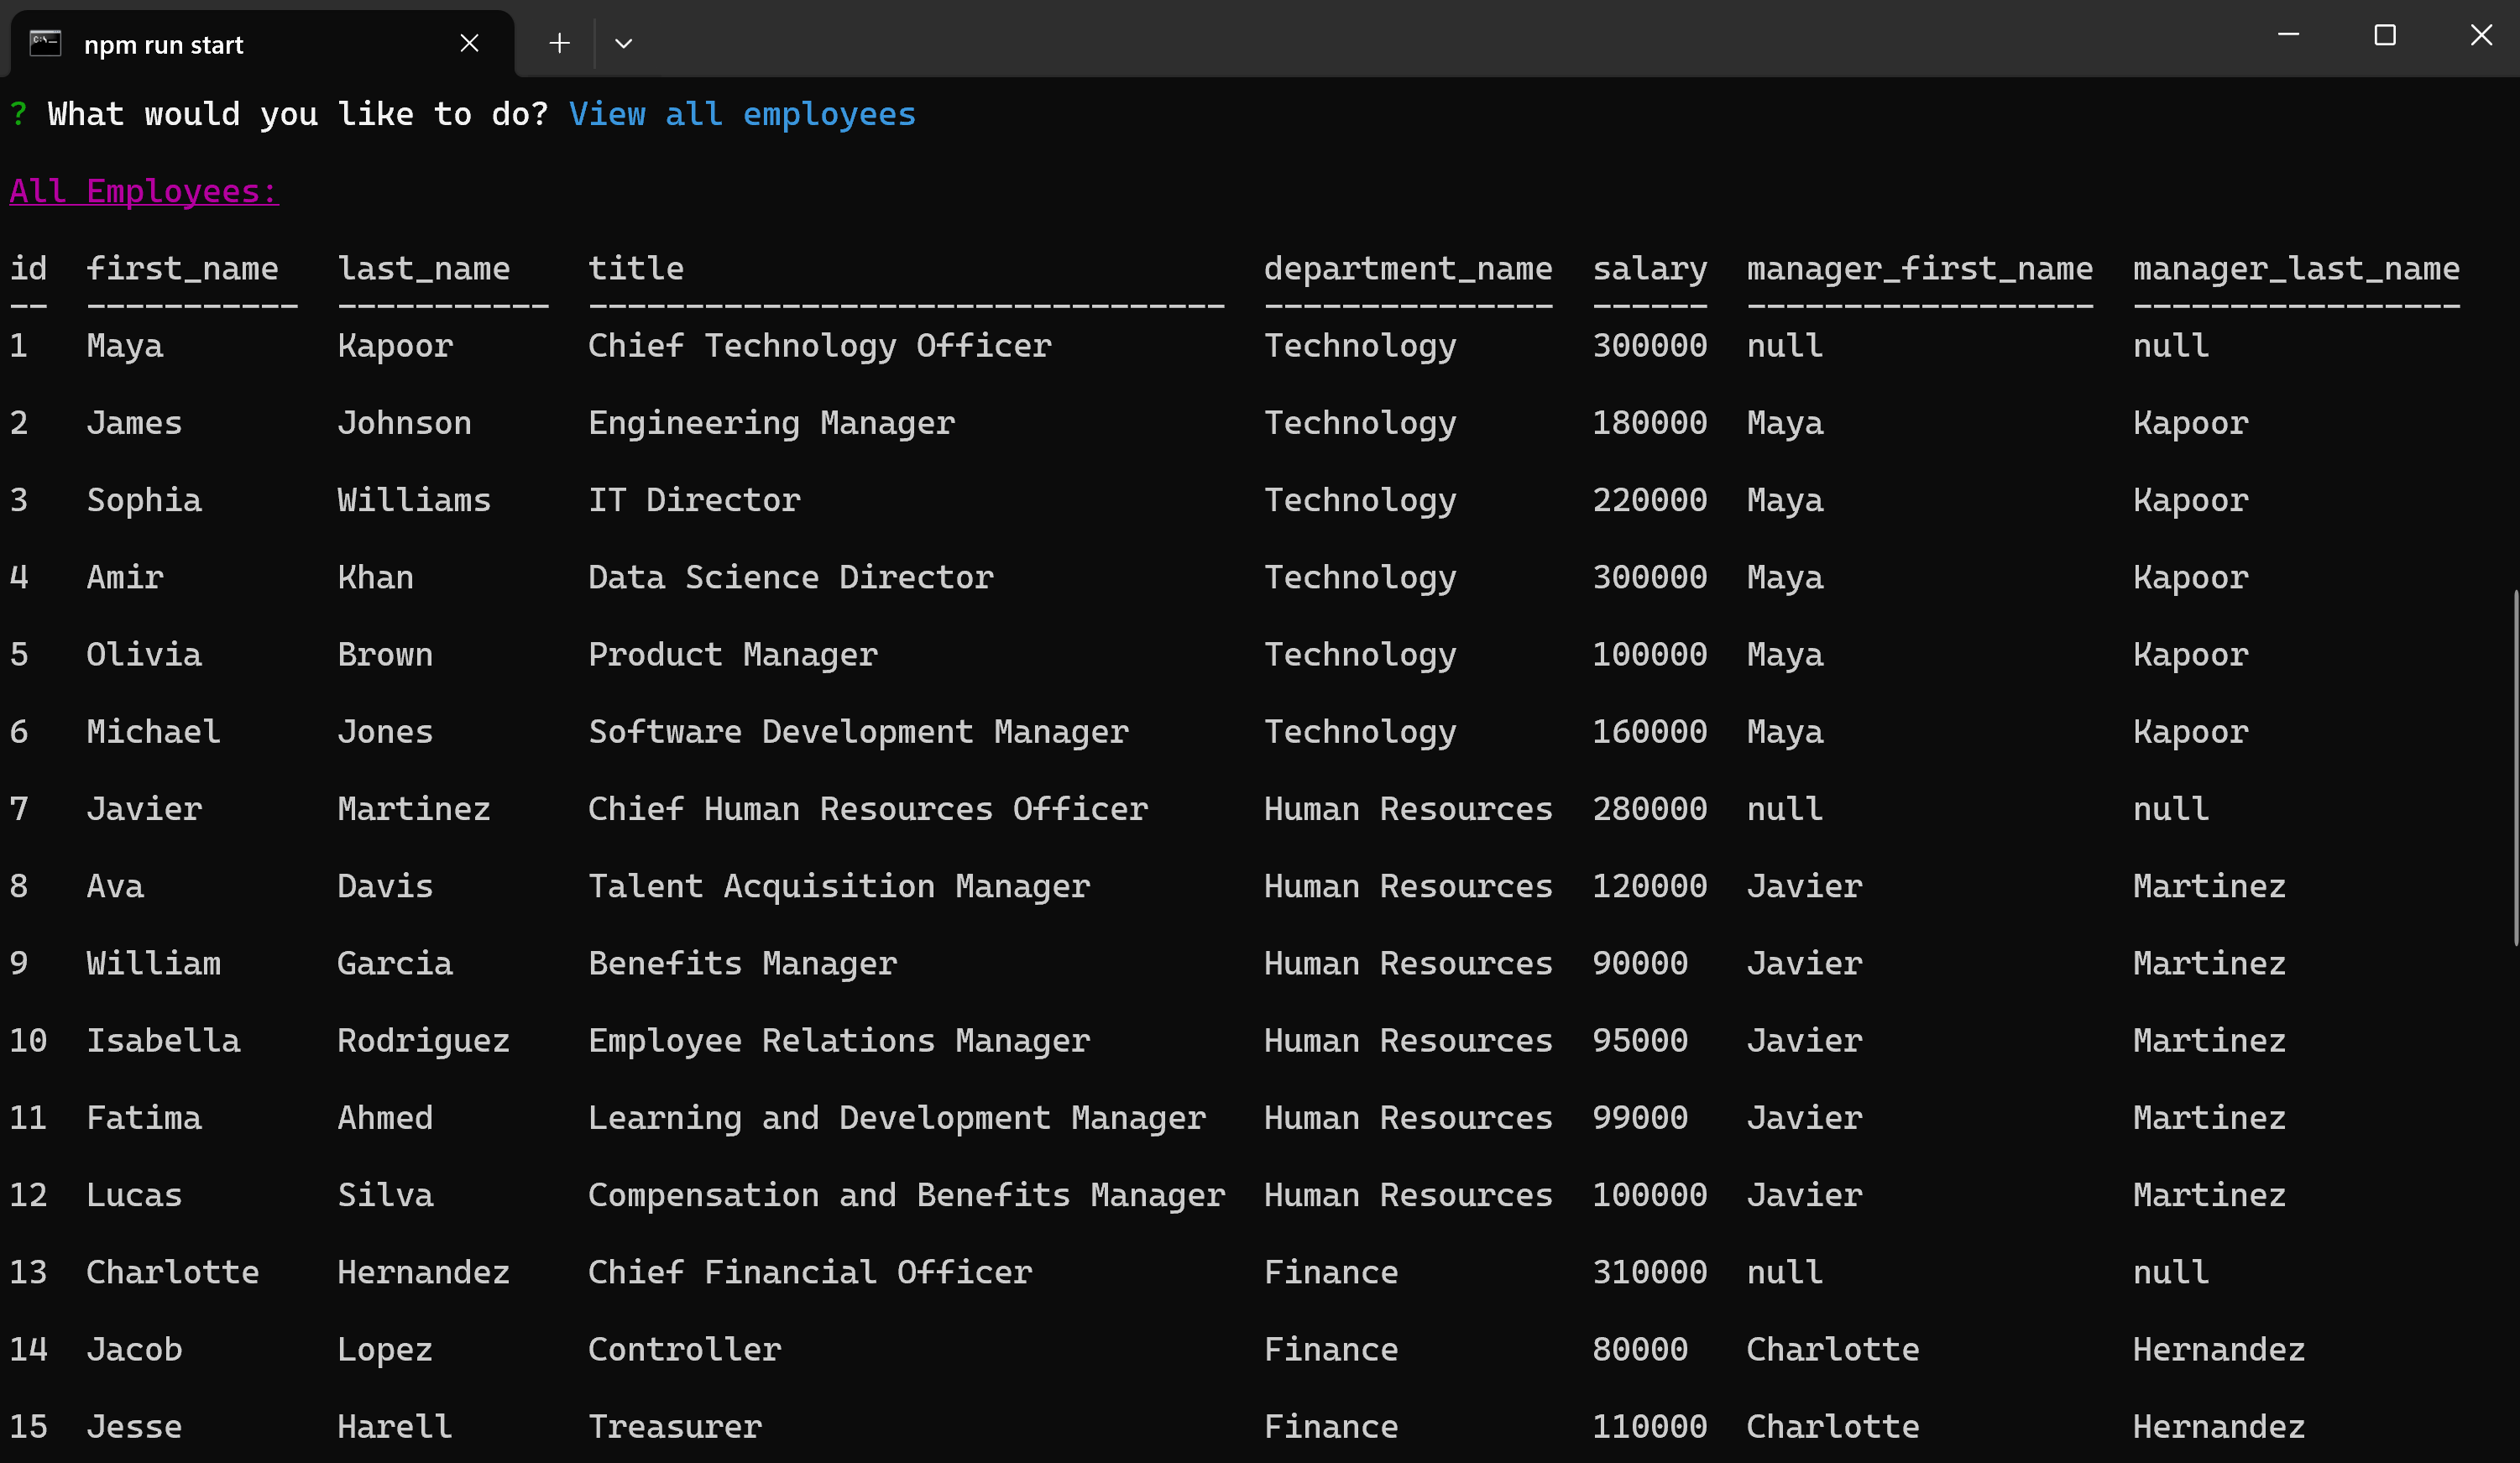 npm run start
? What would you like to do? View all employees
All Employees:
id  first_name   last_name    title                              department_name  salary  manager_first_name  manager_last_name
--  -----------  -----------  ---------------------------------  ---------------  ------  ------------------  -----------------
1   Maya         Kapoor       Chief Technology Officer           Technology       300000  null                null
2   James        Johnson      Engineering Manager                Technology       180000  Maya                Kapoor
3   Sophia       Williams     IT Director                        Technology       220000  Maya                Kapoor
4   Amir         Khan         Data Science Director              Technology       300000  Maya                Kapoor
5   Olivia       Brown        Product Manager                    Technology       100000  Maya                Kapoor
6   Michael      Jones        Software Development Manager       Technology       160000  Maya                Kapoor
7   Javier       Martinez     Chief Human Resources Officer      Human Resources  280000  null                null
8   Ava          Davis        Talent Acquisition Manager         Human Resources  120000  Javier              Martinez
9   William      Garcia       Benefits Manager                   Human Resources  90000   Javier              Martinez
10  Isabella     Rodriguez    Employee Relations Manager         Human Resources  95000   Javier              Martinez
11  Fatima       Ahmed        Learning and Development Manager   Human Resources  99000   Javier              Martinez
12  Lucas        Silva        Compensation and Benefits Manager  Human Resources  100000  Javier              Martinez
13  Charlotte    Hernandez    Chief Financial Officer            Finance          310000  null                null
14  Jacob        Lopez        Controller                         Finance          80000   Charlotte           Hernandez
15  Jesse        Harell       Treasurer                          Finance          110000  Charlotte           Hernandez